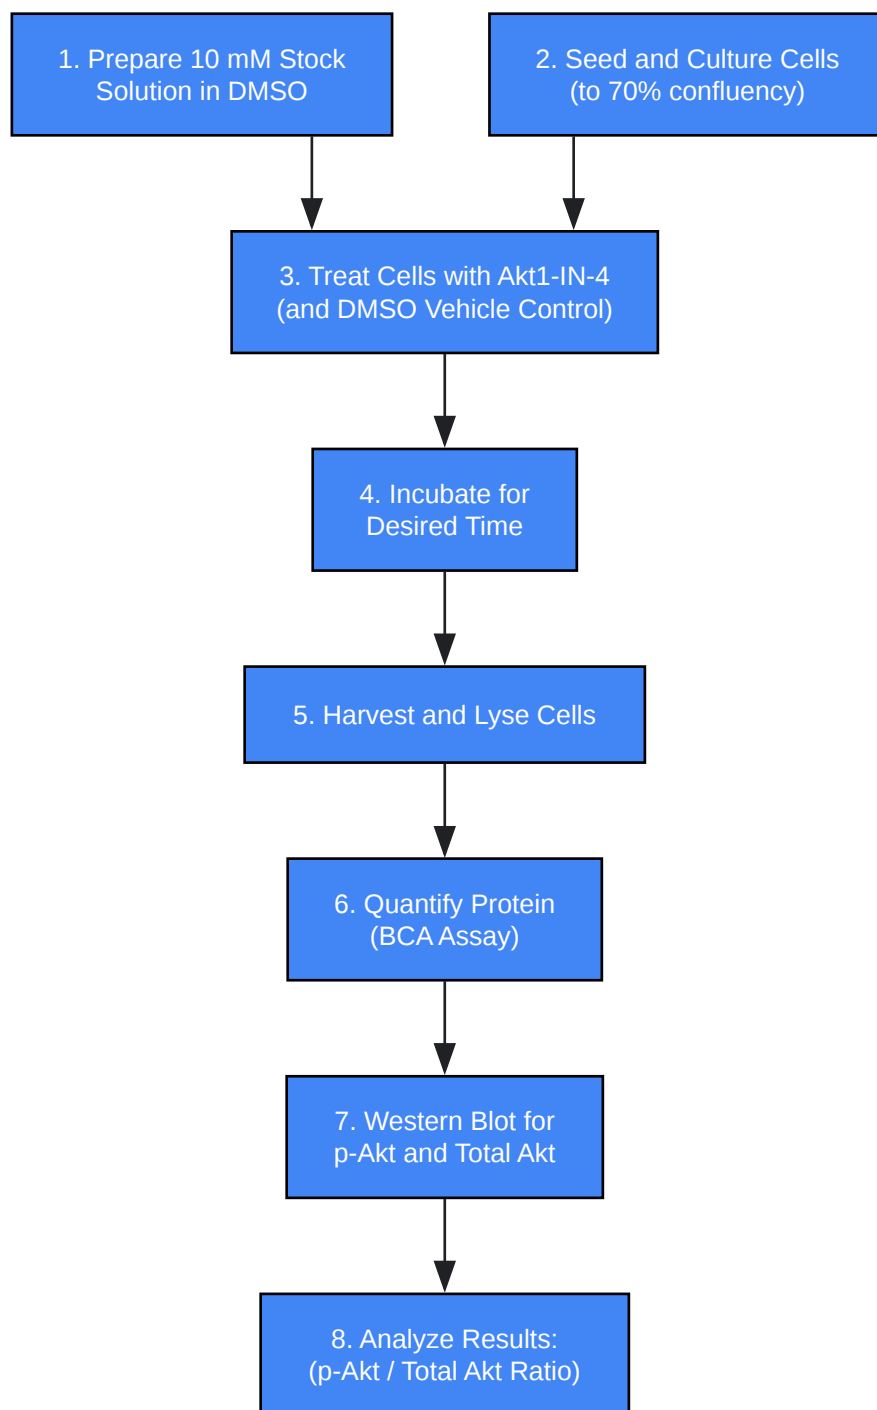 1. Prepare 10 mM Stock
Solution in DMSO
2. Seed and Culture Cells
(to 70% confluency)
3. Treat Cells with Akt1-IN-4
(and DMSO Vehicle Control)
4. Incubate for
Desired Time
5. Harvest and Lyse Cells
6. Quantify Protein
(BCA Assay)
7. Western Blot for
p-Akt and Total Akt
8. Analyze Results:
(p-Akt / Total Akt Ratio)